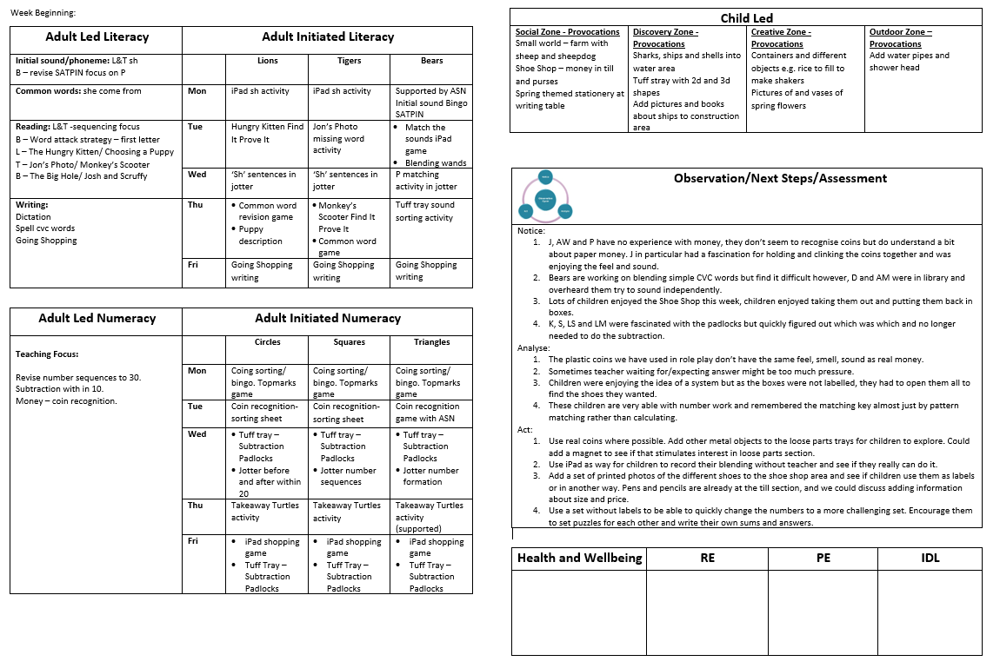 Week Beginning:
Adult Led Literacy
Adult Initiated Literacy
Initial sound/phoneme: L&T sh
B – revise SATPIN focus on P
Lions
Tigers
Bears
Common words: she come from
Mon
iPad sh activity
iPad sh activity
Supported by ASN
Initial sound Bingo
SATPIN
Reading: L&T -sequencing focus
B – Word attack strategy – first letter
L – The Hungry Kitten/ Choosing a Puppy
T – Jon’s Photo/ Monkey’s Scooter
B – The Big Hole/ Josh and Scruffy
Tue
Hungry Kitten Find
It Prove It
Jon’s Photo
missing word
activity
• Match the
sounds iPad
game
• Blending wands
Wed
‘Sh’ sentences in
jotter
‘Sh’ sentences in
jotter
P matching
activity in jotter
Writing:
Dictation
Spell cvc words
Going Shopping
Thu
• Common word
revision game
• Puppy
description
• Monkey’s
Scooter Find It
Prove It
• Common word
game
Tuff tray sound
sorting activity
Fri
Going Shopping
writing
Going Shopping
writing
Going Shopping
writing
Adult Led Numeracy
Adult Initiated Numeracy
Teaching Focus:
Revise number sequences to 30.
Subtraction with in 10.
Money – coin recognition.
Circles
Squares
Triangles
Mon
Coing sorting/
bingo. Topmarks
game
Coing sorting/
bingo. Topmarks
game
Coing sorting/
bingo. Topmarks
game
Tue
Coin recognition-
sorting sheet
Coin recognition-
sorting sheet
Coin recognition
game with ASN
Wed
• Tuff tray –
Subtraction
Padlocks
• Jotter before
and after within
20
• Tuff tray –
Subtraction
Padlocks
• Jotter number
sequences
• Tuff tray –
Subtraction
Padlocks
• Jotter number
formation
Thu
Takeaway Turtles
activity
Takeaway Turtles
activity
Takeaway Turtles
activity
(supported)
Fri
• iPad shopping
game
• Tuff Tray –
Subtraction
Padlocks
• iPad shopping
game
• Tuff Tray –
Subtraction
Padlocks
• iPad shopping
game
• Tuff Tray –
Subtraction
Padlocks
Child Led
Social Zone - Provocations
Small world – farm with
sheep and sheepdog
Shoe Shop – money in till
and purses
Spring themed stationery at
writing table
Discovery Zone -
Provocations
Sharks, ships and shells into
water area
Tuff stray with 2d and 3d
shapes
Add pictures and books
about ships to construction
area
Creative Zone -
Provocations
Containers and different
objects e.g. rice to fill to
make shakers
Pictures of and vases of
spring flowers
Outdoor Zone –
Provocations
Add water pipes and
shower head
Observation/Next Steps/Assessment
Notice:
1. J, AW and P have no experience with money, they don’t seem to recognise coins but do understand a bit
about paper money. J in particular had a fascination for holding and clinking the coins together and was
enjoying the feel and sound.
2. Bears are working on blending simple CVC words but find it difficult however, D and AM were in library and
overheard them try to sound independently.
3. Lots of children enjoyed the Shoe Shop this week, children enjoyed taking them out and putting them back in
boxes.
4. K, S, LS and LM were fascinated with the padlocks but quickly figured out which was which and no longer
needed to do the subtraction.
Analyse:
1. The plastic coins we have used in role play don’t have the same feel, smell, sound as real money.
2. Sometimes teacher waiting for/expecting answer might be too much pressure.
3. Children were enjoying the idea of a system but as the boxes were not labelled, they had to open them all to
find the shoes they wanted.
4. These children are very able with number work and remembered the matching key almost just by pattern
matching rather than calculating.
Act:
1. Use real coins where possible. Add other metal objects to the loose parts trays for children to explore. Could
add a magnet to see if that stimulates interest in loose parts section.
2. Use iPad as way for children to record their blending without teacher and see if they really can do it.
3. Add a set of printed photos of the different shoes to the shoe shop area and see if children use them as labels
or in another way. Pens and pencils are already at the till section, and we could discuss adding information
about size and price.
4. Use a set without labels to be able to quickly change the numbers to a more challenging set. Encourage them
to set puzzles for each other and write their own sums and answers.
Health and Wellbeing
RE
PE
IDL